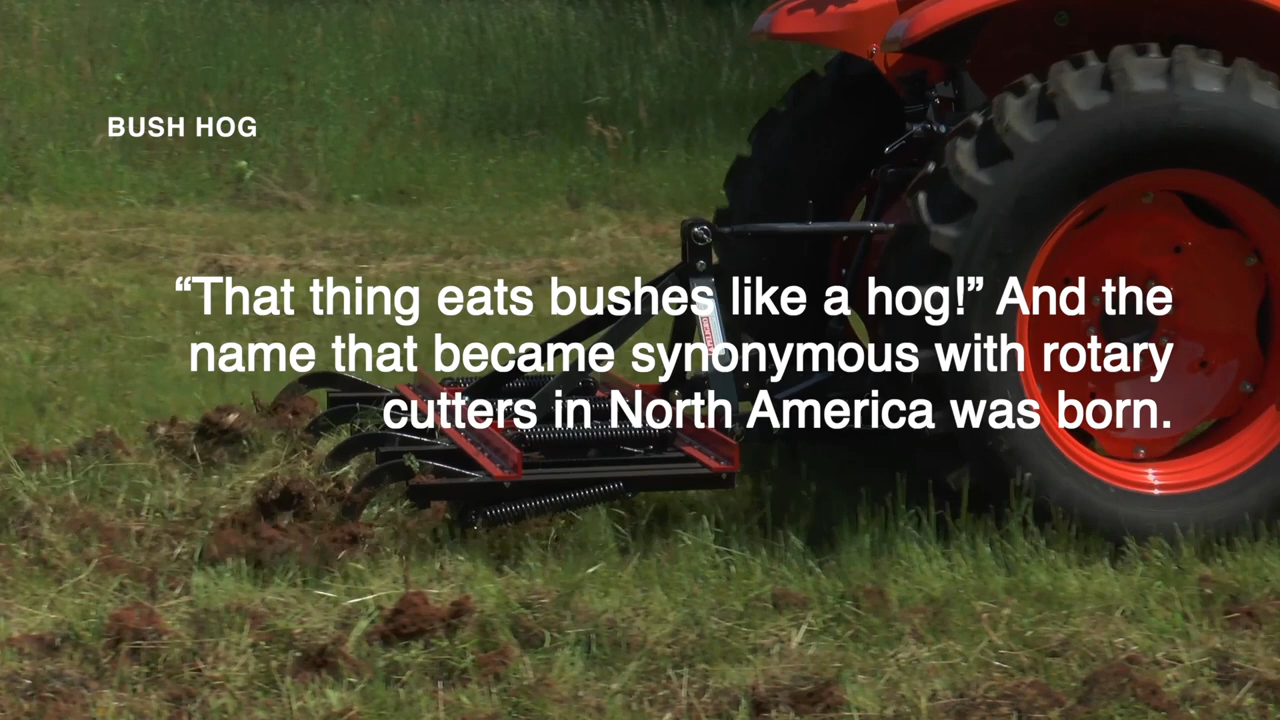 BUSH HOG
“That thing eats bushes like a hog!” And the
name that became synonymous with rotary
cutters in North America was born.